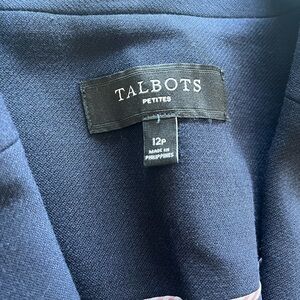 TALBOTS
PETITES
12P
MADE IN
PHILIPPINES